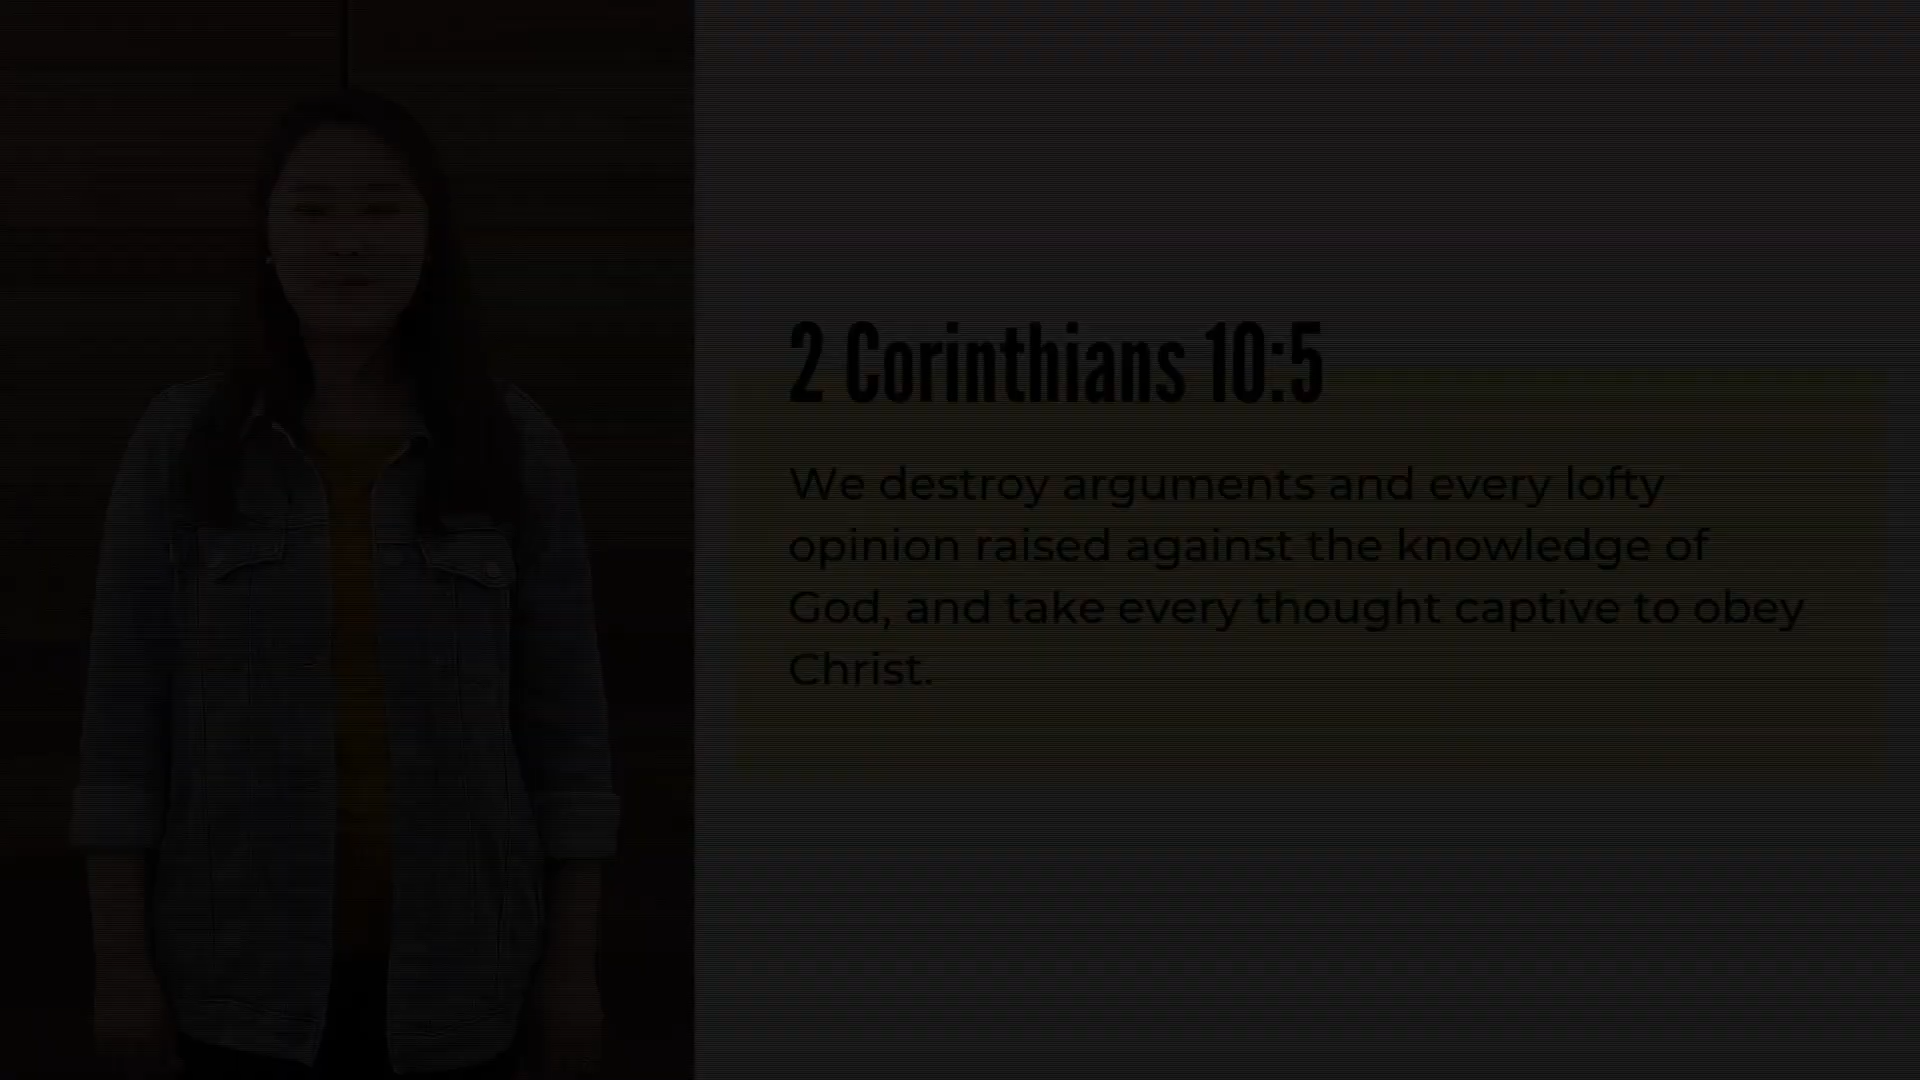 2 Corinthians 10:5
We destroy arguments and every lofty
opinion raised against the knowledge of
God, and take every thought captive to obey
Christ.